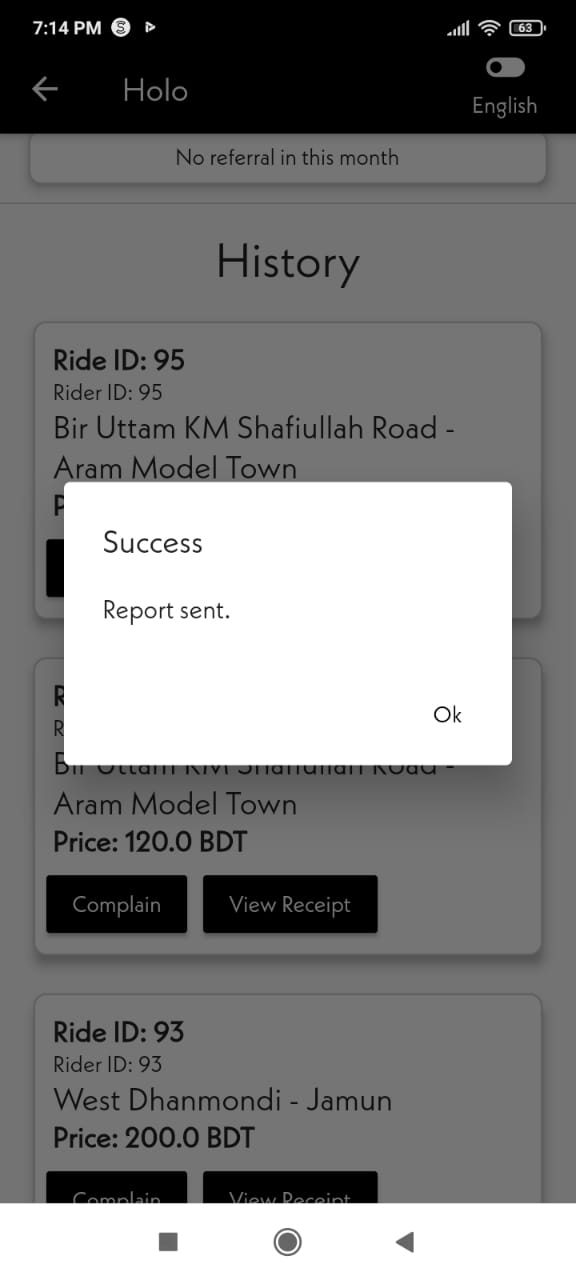 7:14 PM
63
Holo
English
No referral in this month
History
Ride ID: 95
Rider ID: 95
Bir Uttam KM Shafiullah Road -
Aram Model Town
Success
Report sent.
Ok
Bir Uttam KM Shafiullah Road -
Aram Model Town
Price: 120.0 BDT
Complain
View Receipt
Ride ID: 93
Rider ID: 93
West Dhanmondi - Jamun
Price: 200.0 BDT
Complain
View Receipt